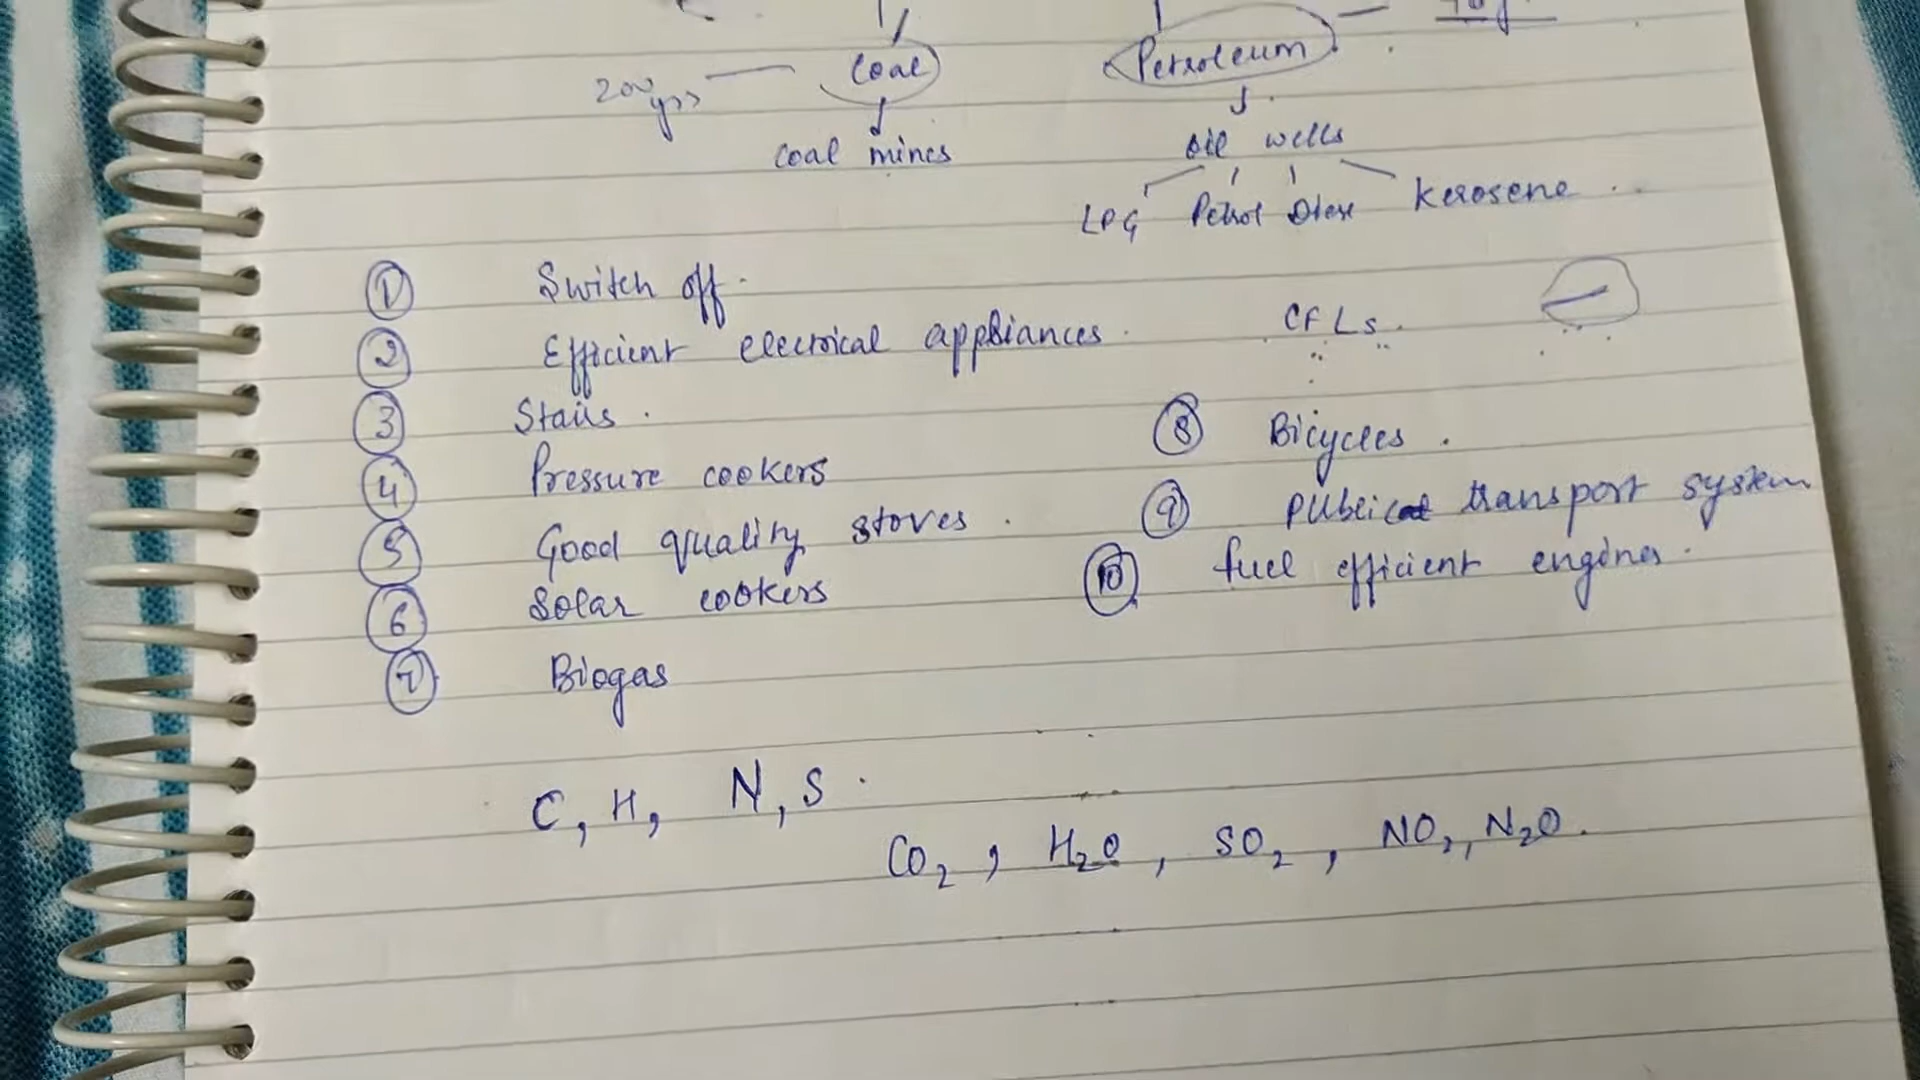 Coal Petroleum
200 yrs
coal mines oil wells
LPG Petrol Kerosene
1 Switch off.
2 Efficient electrical appliances. CFLs.
3 Stairs.
4 Pressure cookers
5 Good quality stoves.
6 Solar cookers
7 Biogas
8 Bicycles.
9 Public transport system
10 fuel efficient engines.
C, H, N, S.
CO2, H2O, SO2, NO2, N2O.